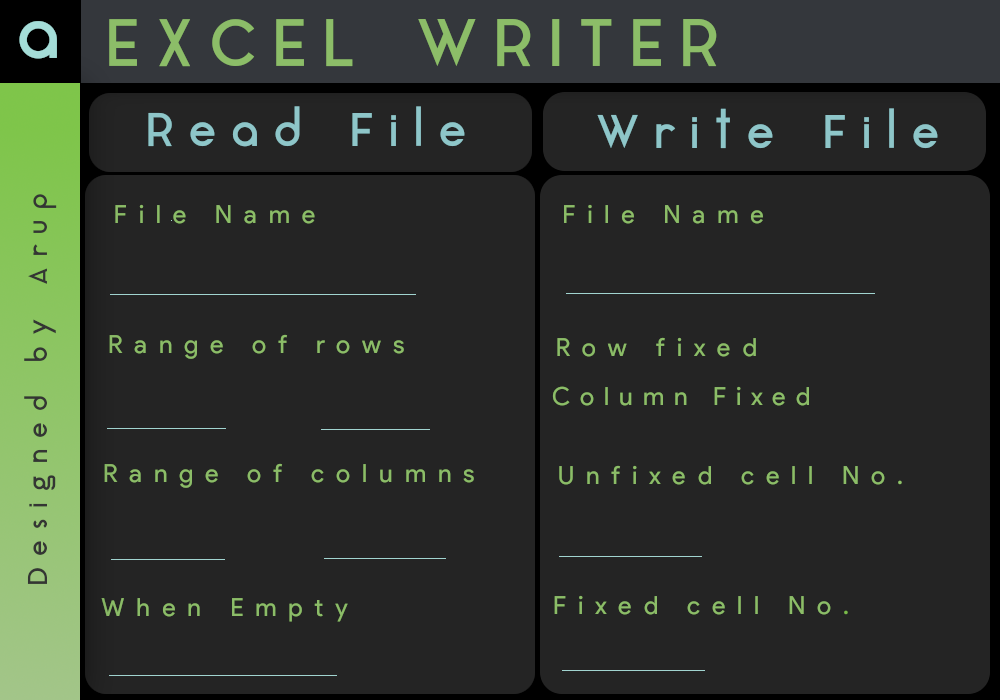 a
EXCEL WRITER
Designed by Arup
Read File
File Name
Range of rows
Range of columns
When Empty
Write File
File Name
Row fixed
Column Fixed
Unfixed cell No.
Fixed cell No.